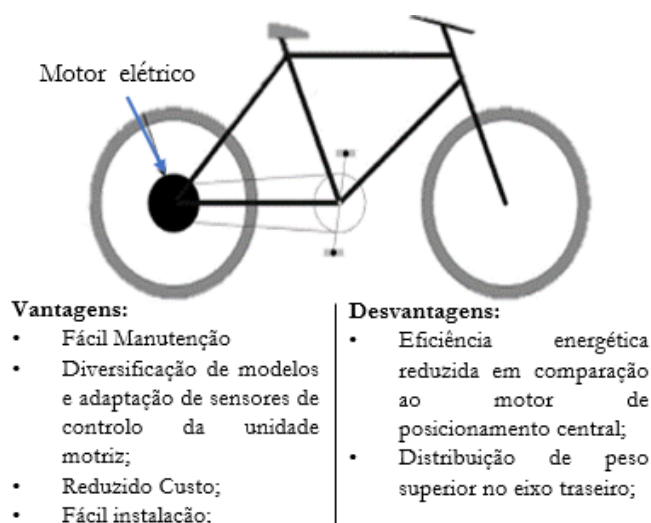 Motor elétrico
Vantagens:
• Fácil Manutenção
• Diversificação de modelos
e adaptação de sensores de
controlo da unidade
motriz;
• Reduzido Custo;
• Fácil instalação;
Desvantagens:
• Eficiência energética
reduzida em comparação
ao motor de
posicionamento central;
• Distribuição de peso
superior no eixo traseiro;